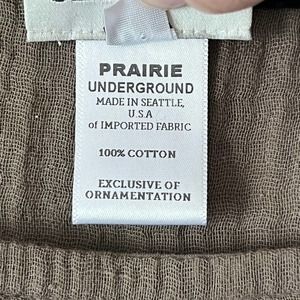 PRAIRIE
UNDERGROUND
MADE IN SEATTLE,
U.S.A
of IMPORTED FABRIC
100% COTTON
EXCLUSIVE OF
ORNAMENTATION